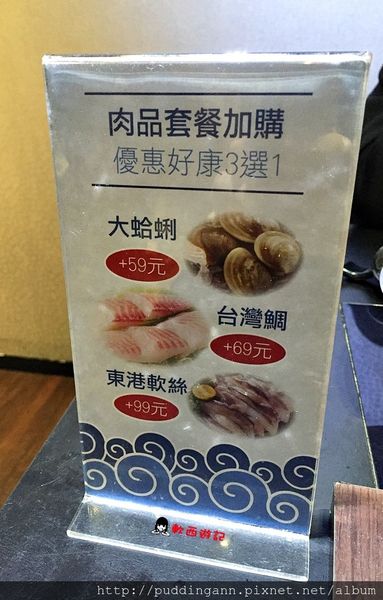 肉品套餐加購
優惠好康3選1
大蛤蜊
+59元
台灣鯛
+69元
東港軟絲
+99元
軟西遊記
http://puddingann.pixnet.net/album